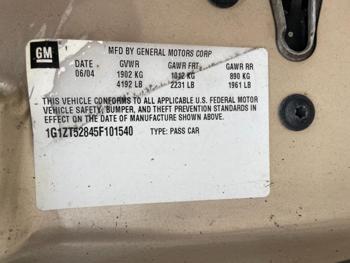 GM
MFD BY GENERAL MOTORS CORP
DATE GVWR GAWR FRT GAWR RR
06/04 1902 KG 1012 KG 890 KG
4192 LB 2231 LB 1961 LB
THIS VEHICLE CONFORMS TO ALL APPLICABLE U.S. FEDERAL MOTOR
VEHICLE SAFETY, BUMPER, AND THEFT PREVENTION STANDARDS IN
EFFECT ON THE DATE OF MANUFACTURE SHOWN ABOVE.
1G1ZT52845F101540 TYPE: PASS CAR